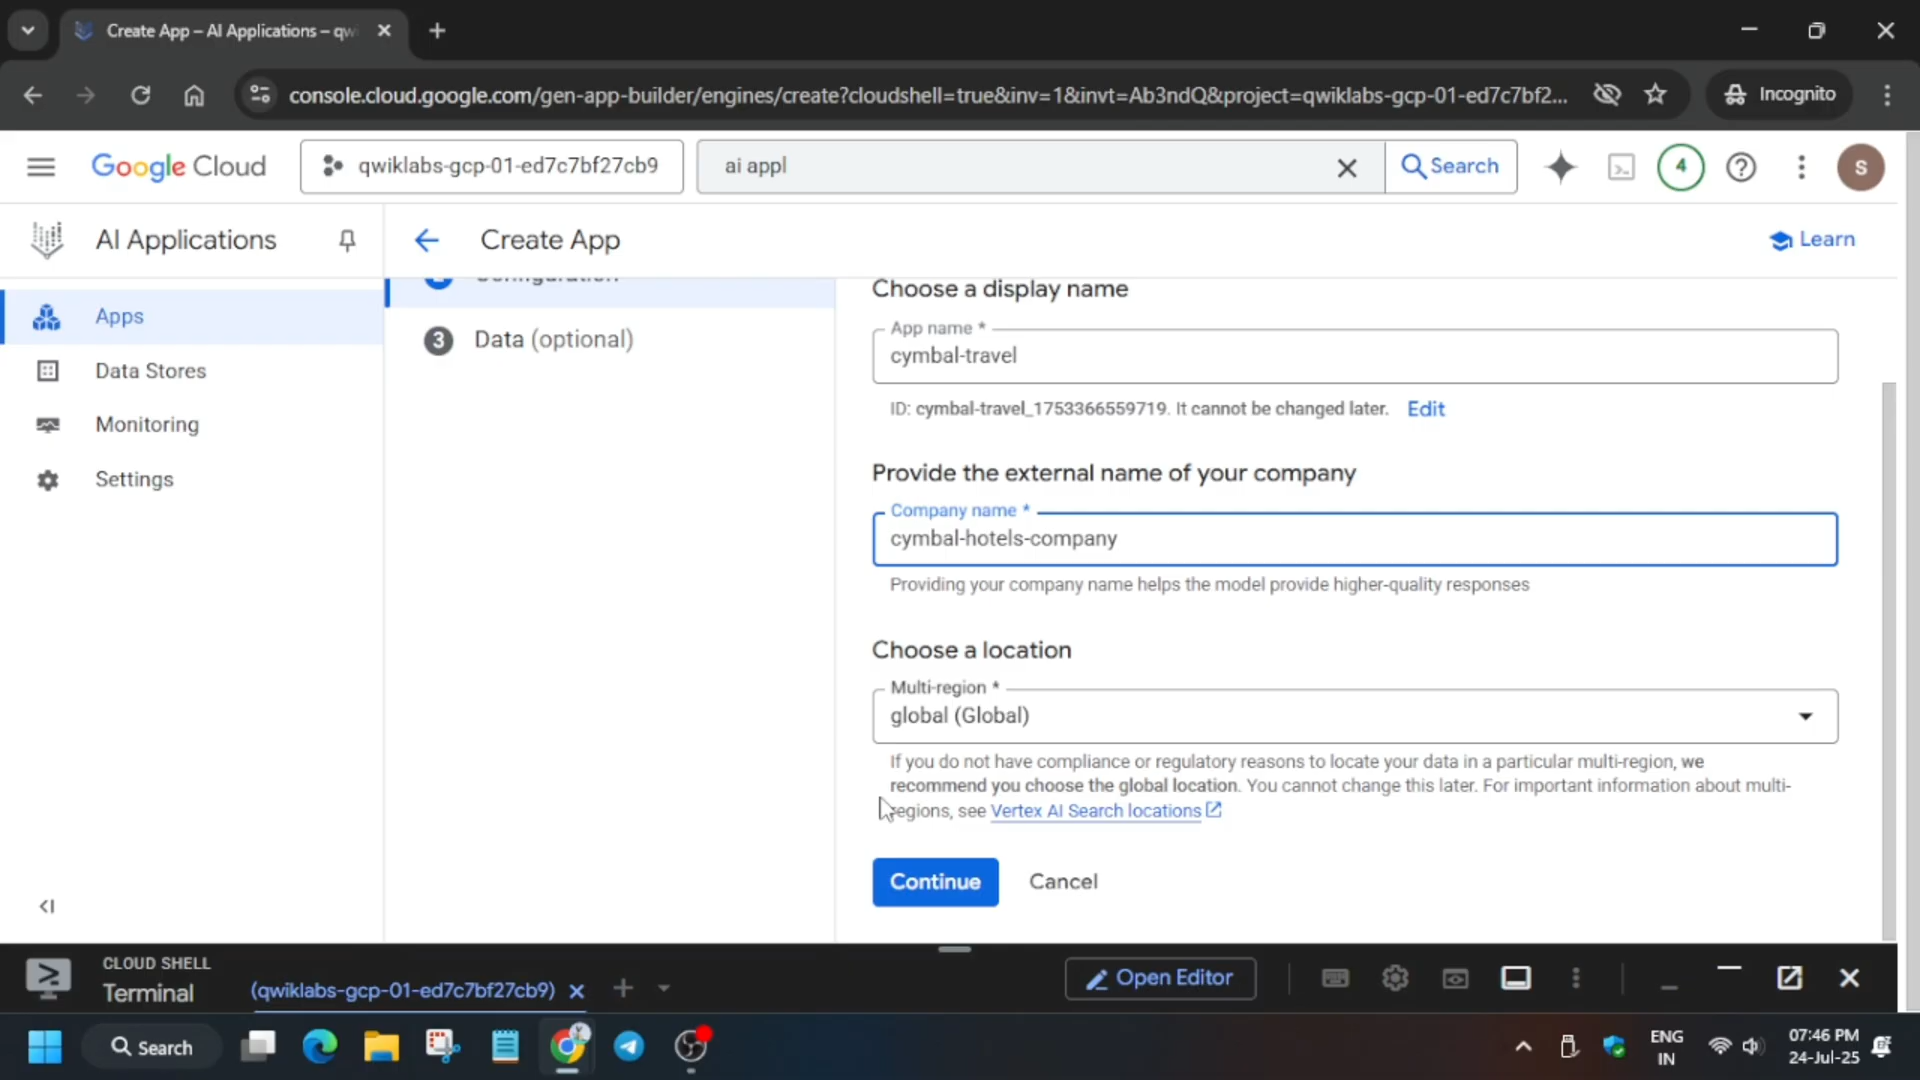 Create App – AI Applications – qw
console.cloud.google.com/gen-app-builder/engines/create?cloudshell=true&inv=1&invt=Ab3ndQ&project=qwiklabs-gcp-01-ed7c7bf2...
Incognito
Google Cloud
qwiklabs-gcp-01-ed7c7bf27cb9
ai appl
Search
4
S
AI Applications
Create App
Learn
Apps
Data Stores
Monitoring
Settings
Configuration
3 Data (optional)
Choose a display name
App name *
cymbal-travel
ID: cymbal-travel_1753366559719. It cannot be changed later. Edit
Provide the external name of your company
Company name *
cymbal-hotels-company
Providing your company name helps the model provide higher-quality responses
Choose a location
Multi-region *
global (Global)
If you do not have compliance or regulatory reasons to locate your data in a particular multi-region, we
recommend you choose the global location. You cannot change this later. For important information about multi-
regions, see Vertex AI Search locations
Continue
Cancel
CLOUD SHELL
Terminal
(qwiklabs-gcp-01-ed7c7bf27cb9)
Open Editor
Search
ENG
IN
07:46 PM
24-Jul-25